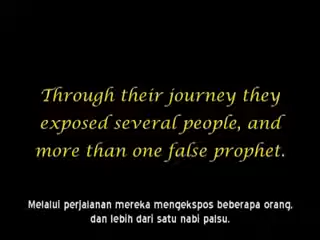 Through their journey they
exposed several people, and
more than one false prophet.
Melalui perjalanan mereka mengekspos beberapa orang,
dan lebih dari satu nabi palsu.